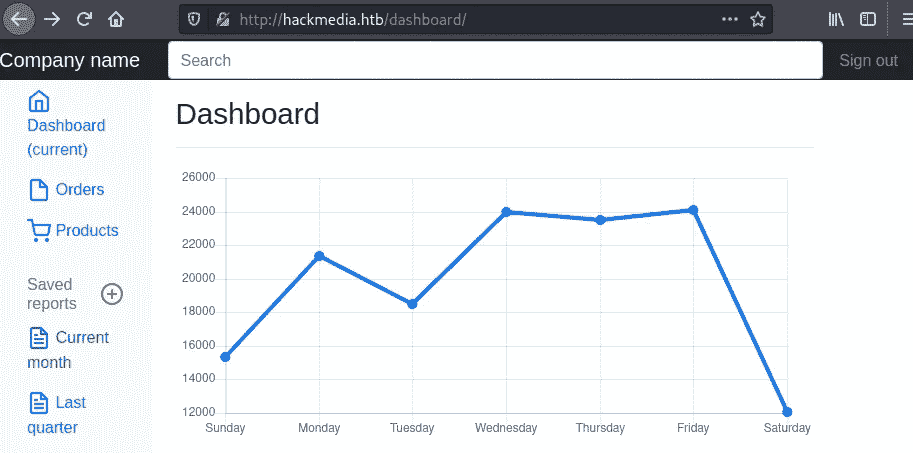 http://hackmedia.htb/dashboard/
Company name
Search
Sign out
Dashboard
(current)
Orders
Products
Saved
reports
Current
month
Last
quarter
Dashboard
26000
24000
22000
20000
18000
16000
14000
12000
Sunday Monday Tuesday Wednesday Thursday Friday Saturday